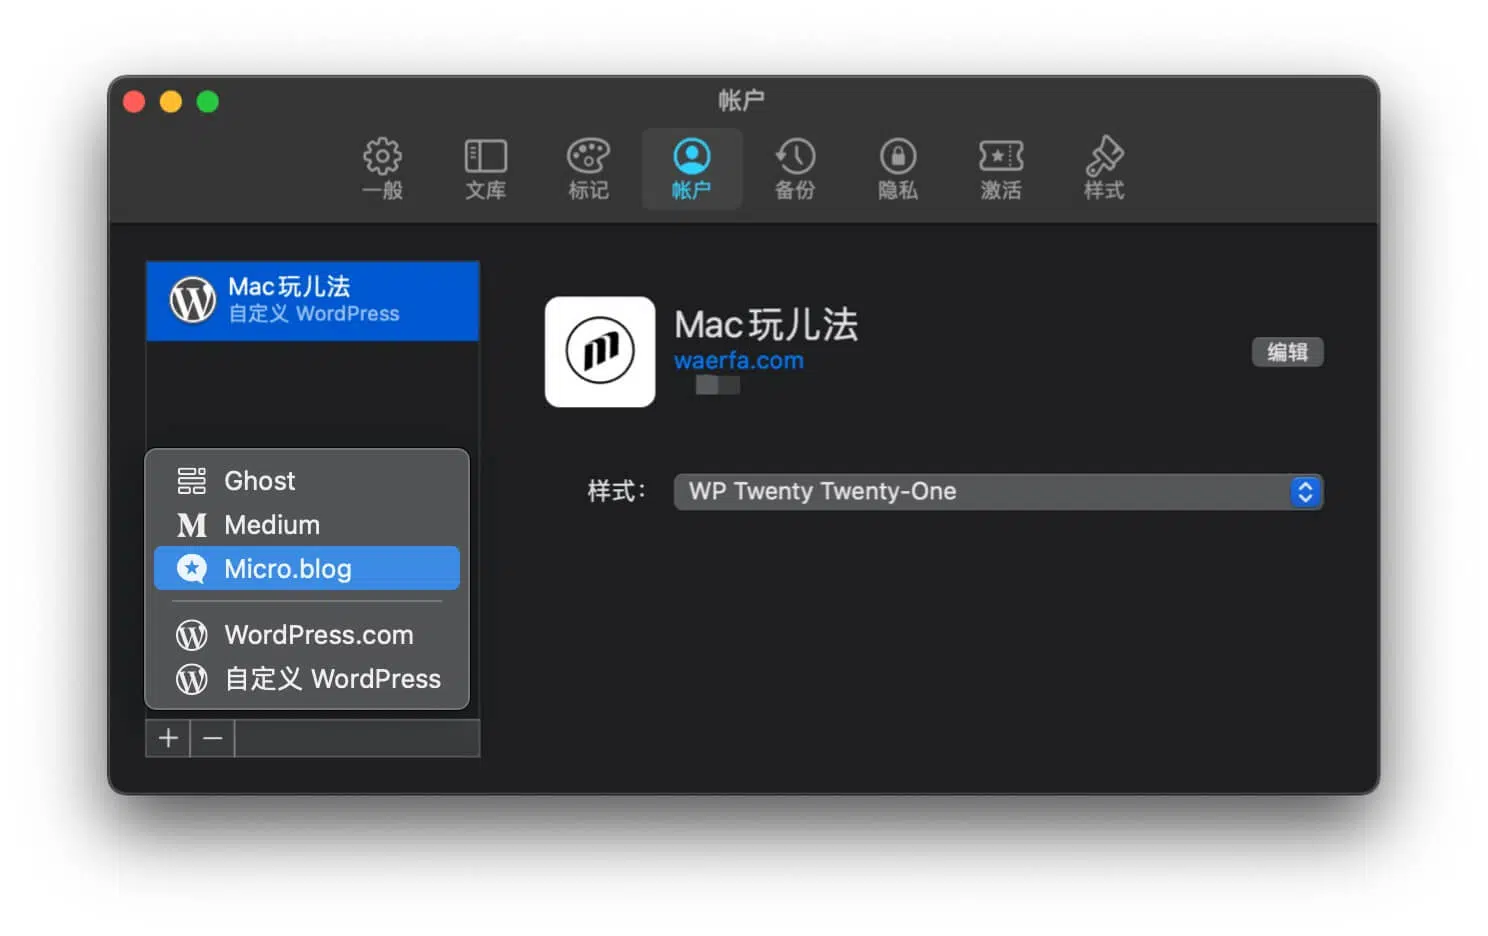 帐户
一般
文库
标记
帐户
备份
隐私
激活
样式
Mac玩儿法
自定义 WordPress
Mac玩儿法
waerfa.com
编辑
样式：
WP Twenty Twenty-One
Ghost
Medium
Micro.blog
WordPress.com
自定义 WordPress